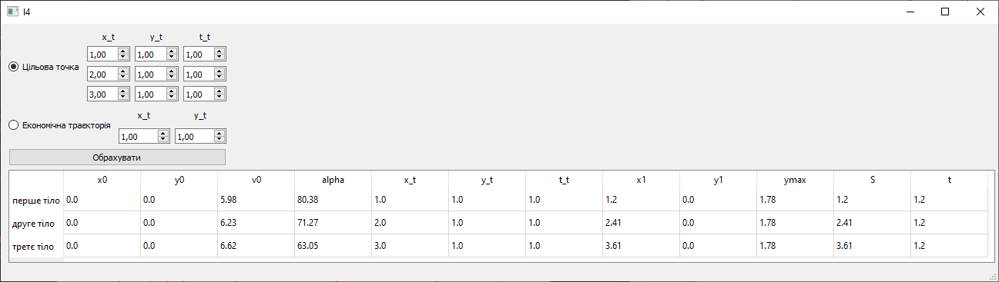 I4
x_t y_t t_t
1,00 1,00 1,00
Цільова точка
2,00 1,00 1,00
3,00 1,00 1,00
x_t y_t
Економічна траєкторія
1,00 1,00
Обрахувати
x0 y0 v0 alpha x_t y_t t_t x1 y1 ymax S t
перше тіло 0.0 0.0 5.98 80.38 1.0 1.0 1.0 1.2 0.0 1.78 1.2 1.2
друге тіло 0.0 0.0 6.23 71.27 2.0 1.0 1.0 2.41 0.0 1.78 2.41 1.2
третє тіло 0.0 0.0 6.62 63.05 3.0 1.0 1.0 3.61 0.0 1.78 3.61 1.2